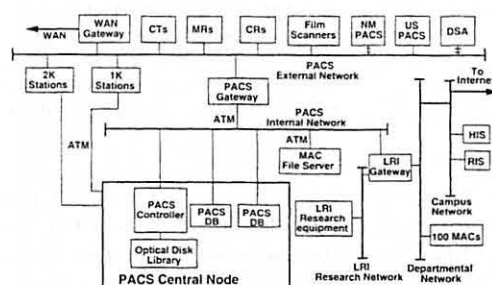 WAN
WAN
Gateway
CTs
MRs
CRs
Film
Scanners
NM
PACS
US
PACS
DSA
2K
Stations
1K
Stations
PACS
External Network
PACS
Gateway
To
Internet
ATM
PACS
Internal Network
ATM
ATM
MAC
File Server
LRI
Gateway
HIS
RIS
Campus
Network
PACS
Controller
PACS
DB
PACS
DB
LRI
Research
equipment
100 MACs
Optical Disk
Library
PACS Central Node
LRI
Research Network
Departmental
Network